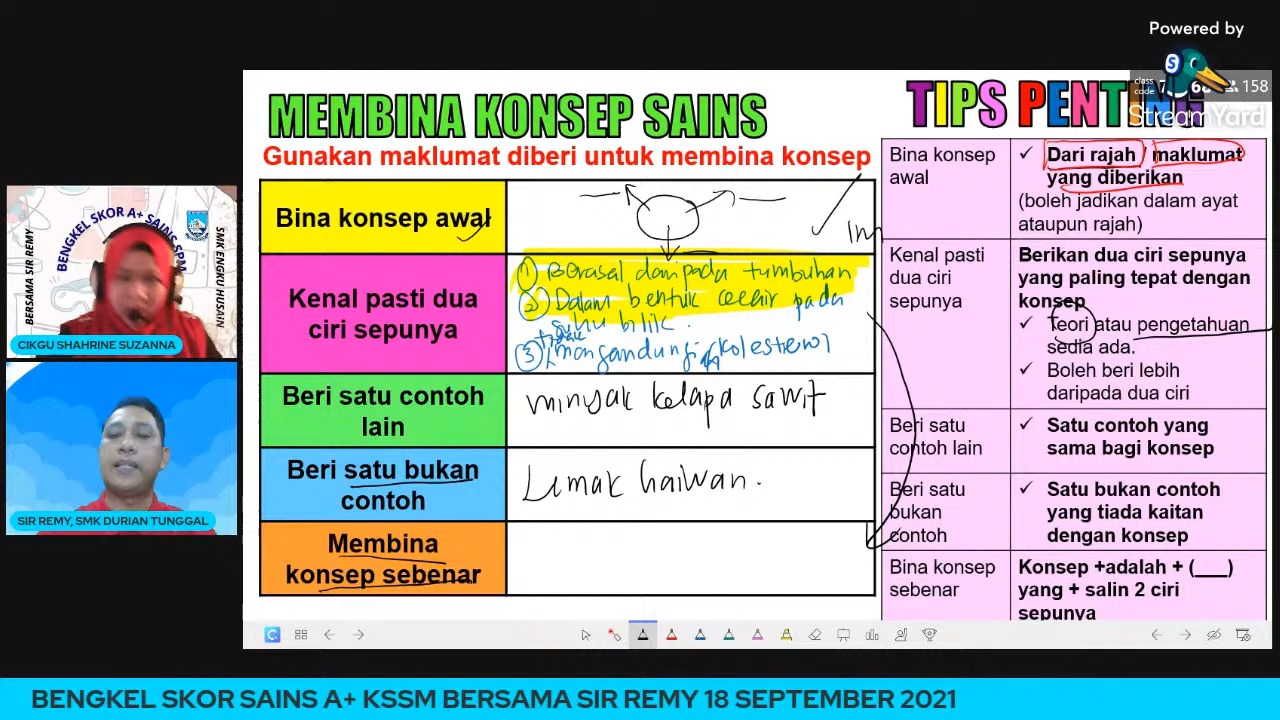 Powered by
class code
158
StreamYard
MEMBINA KONSEP SAINS
Gunakan maklumat diberi untuk membina konsep
Bina konsep awal
Kenal pasti dua
ciri sepunya
① Berasal daripada tumbuhan
② Dalam bentuk cecair pada
suhu bilik.
tidak
③ mengandungi kolesterol
Beri satu contoh
lain
minyak kelapa sawit
Beri satu bukan
contoh
Lemak haiwan.
Membina
konsep sebenar
TIPS PENTING
Bina konsep
awal
✓ Dari rajah / maklumat
yang diberikan
(boleh jadikan dalam ayat
ataupun rajah)
Kenal pasti
dua ciri
sepunya
Berikan dua ciri sepunya
yang paling tepat dengan
konsep
✓ Teori atau pengetahuan
sedia ada.
✓ Boleh beri lebih
daripada dua ciri
Beri satu
contoh lain
✓ Satu contoh yang
sama bagi konsep
Beri satu
bukan
contoh
✓ Satu bukan contoh
yang tiada kaitan
dengan konsep
Bina konsep
sebenar
Konsep +adalah + (___)
yang + salin 2 ciri
sepunya
BERSAMA SIR REMY
BENGKEL SKOR A+ SAINS SPM
SMK ENGKU HUSAIN
CIKGU SHAHRINE SUZANNA
SIR REMY, SMK DURIAN TUNGGAL
BENGKEL SKOR SAINS A+ KSSM BERSAMA SIR REMY 18 SEPTEMBER 2021